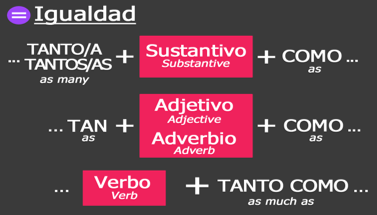 = Igualdad
... TANTO/A
TANTOS/AS
as many
+
Sustantivo
Substantive
+
COMO ...
as
... TAN
as
+
Adjetivo
Adjective
Adverbio
Adverb
+
COMO ...
as
...
Verbo
Verb
+
TANTO COMO ...
as much as